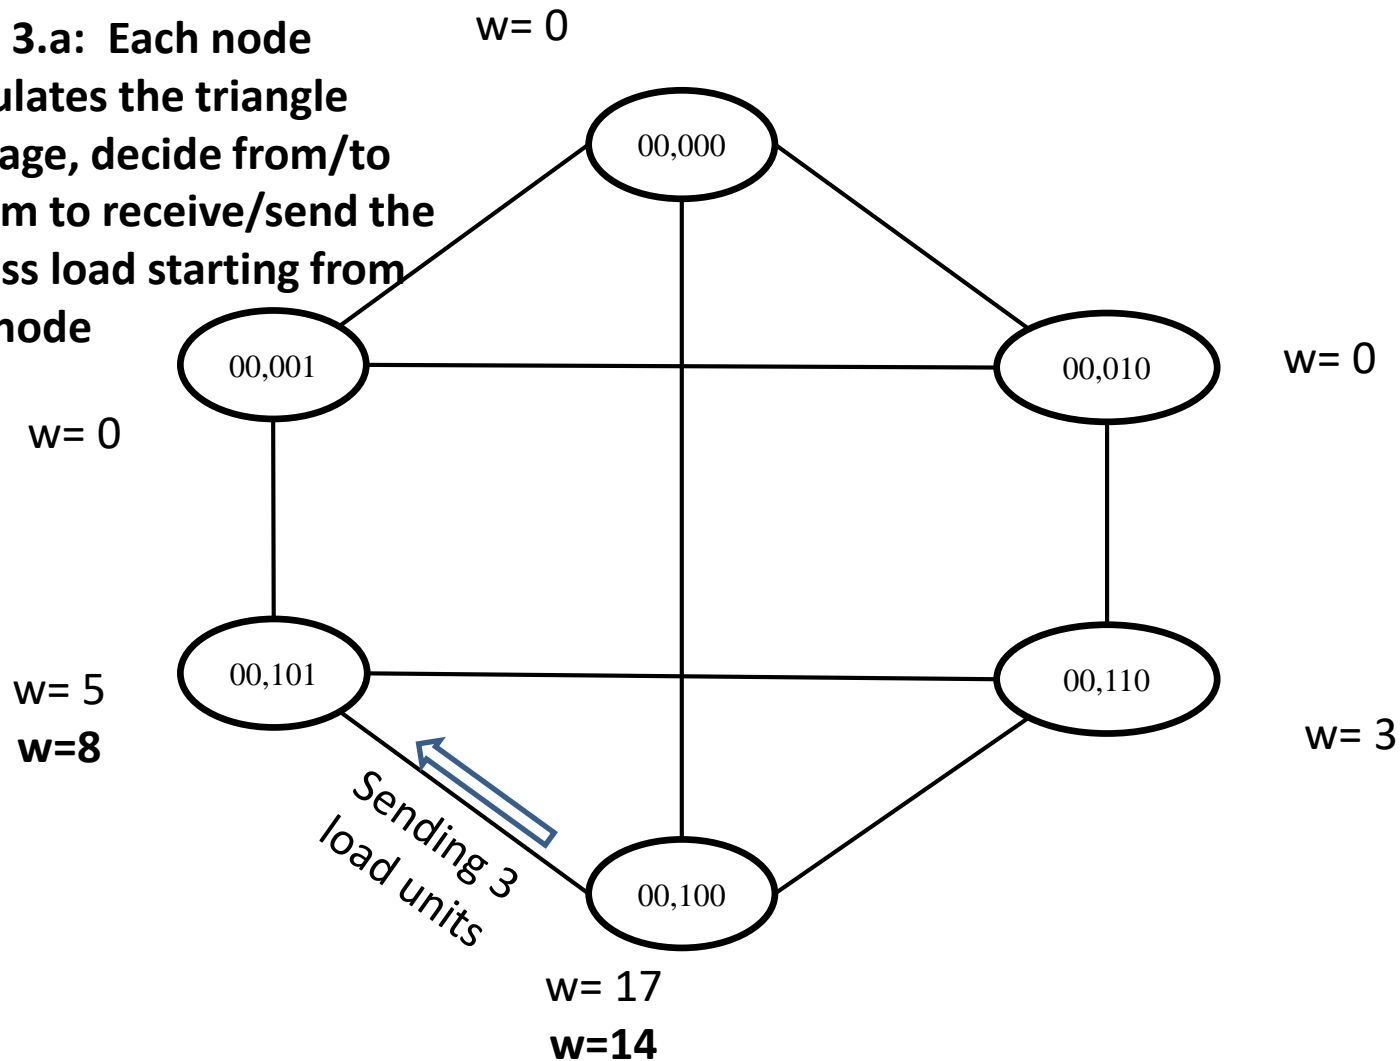 3.a: Each node
w= 0
ulates the triangle
age, decide from/to
m to receive/send the
ss load starting from
node
00,000
00,001
00,010
w= 0
w= 0
00,101
00,110
w= 5
w=8
w= 3
Sending 3
load units
00,100
w= 17
w=14